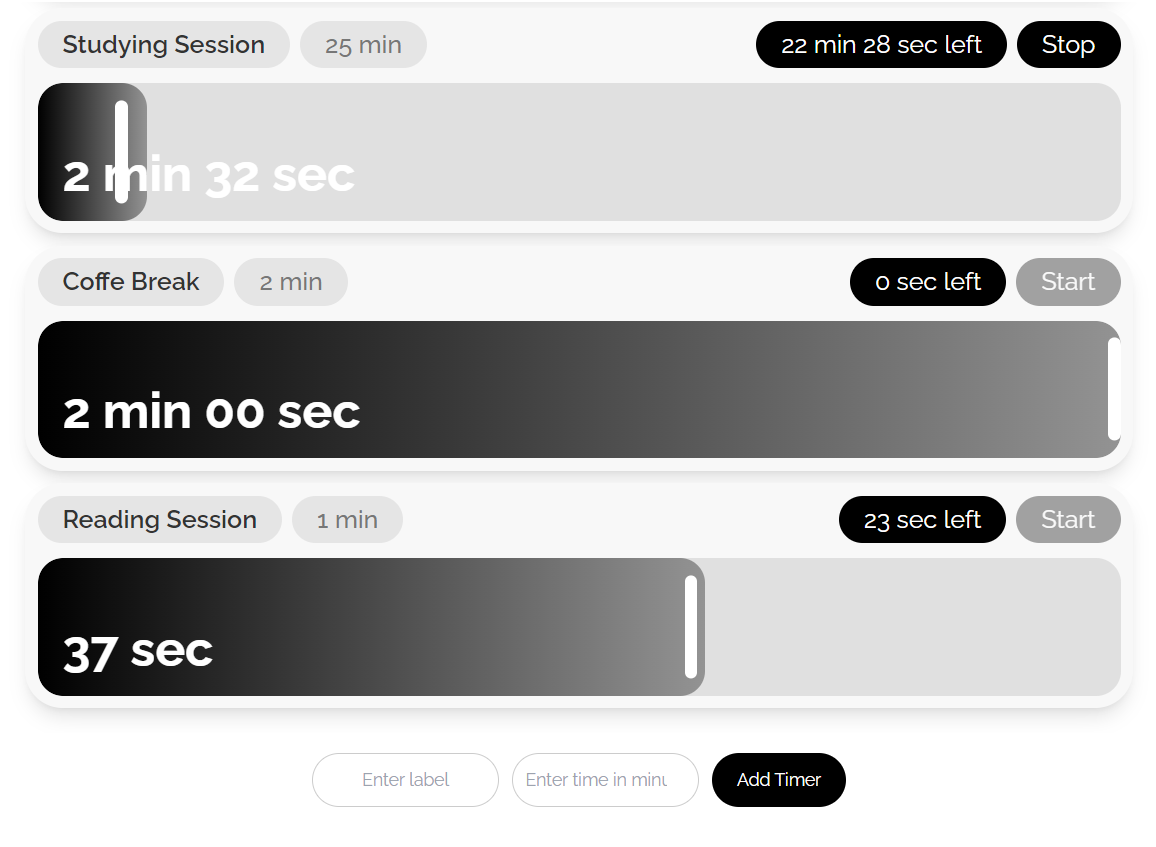 Studying Session 25 min 22 min 28 sec left Stop
2 min 32 sec
Coffe Break 2 min 0 sec left Start
2 min 00 sec
Reading Session 1 min 23 sec left Start
37 sec
Enter label Enter time in minu Add Timer